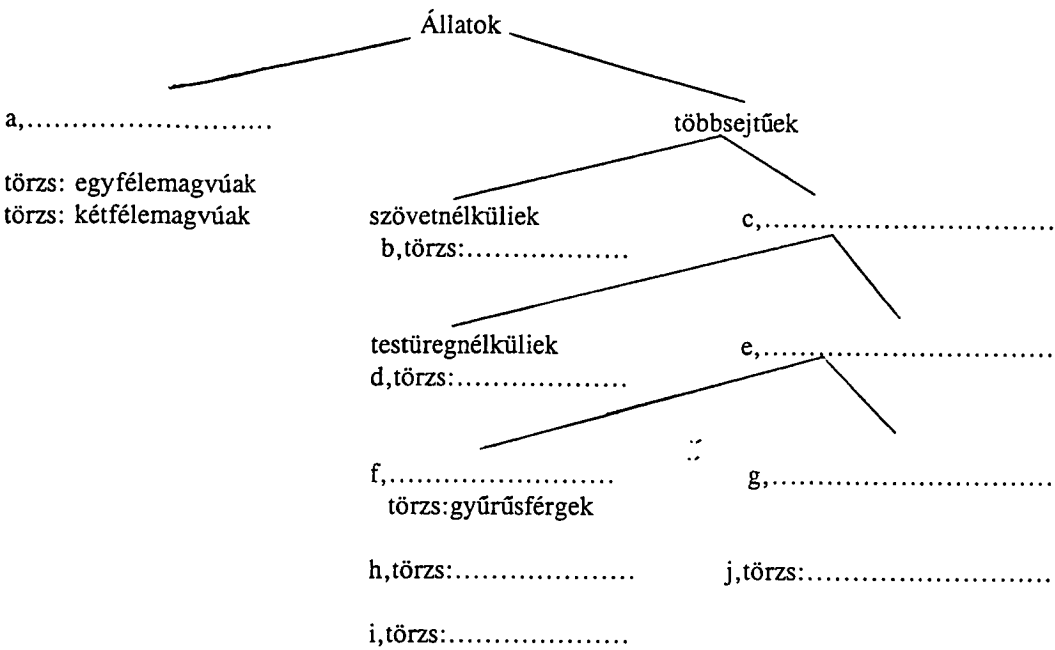 Állatok
a,...........................
többsejtűek
törzs: egyfélemagvúak
törzs: kétfélemagvúak
szövetnélküliek
b,törzs:..................
c,................................
testüregnélküliek
d,törzs:...................
e,................................
f,.........................
törzs:gyűrűsférgek
g,...............................
h,törzs:....................
j,törzs:...........................
i,törzs:....................